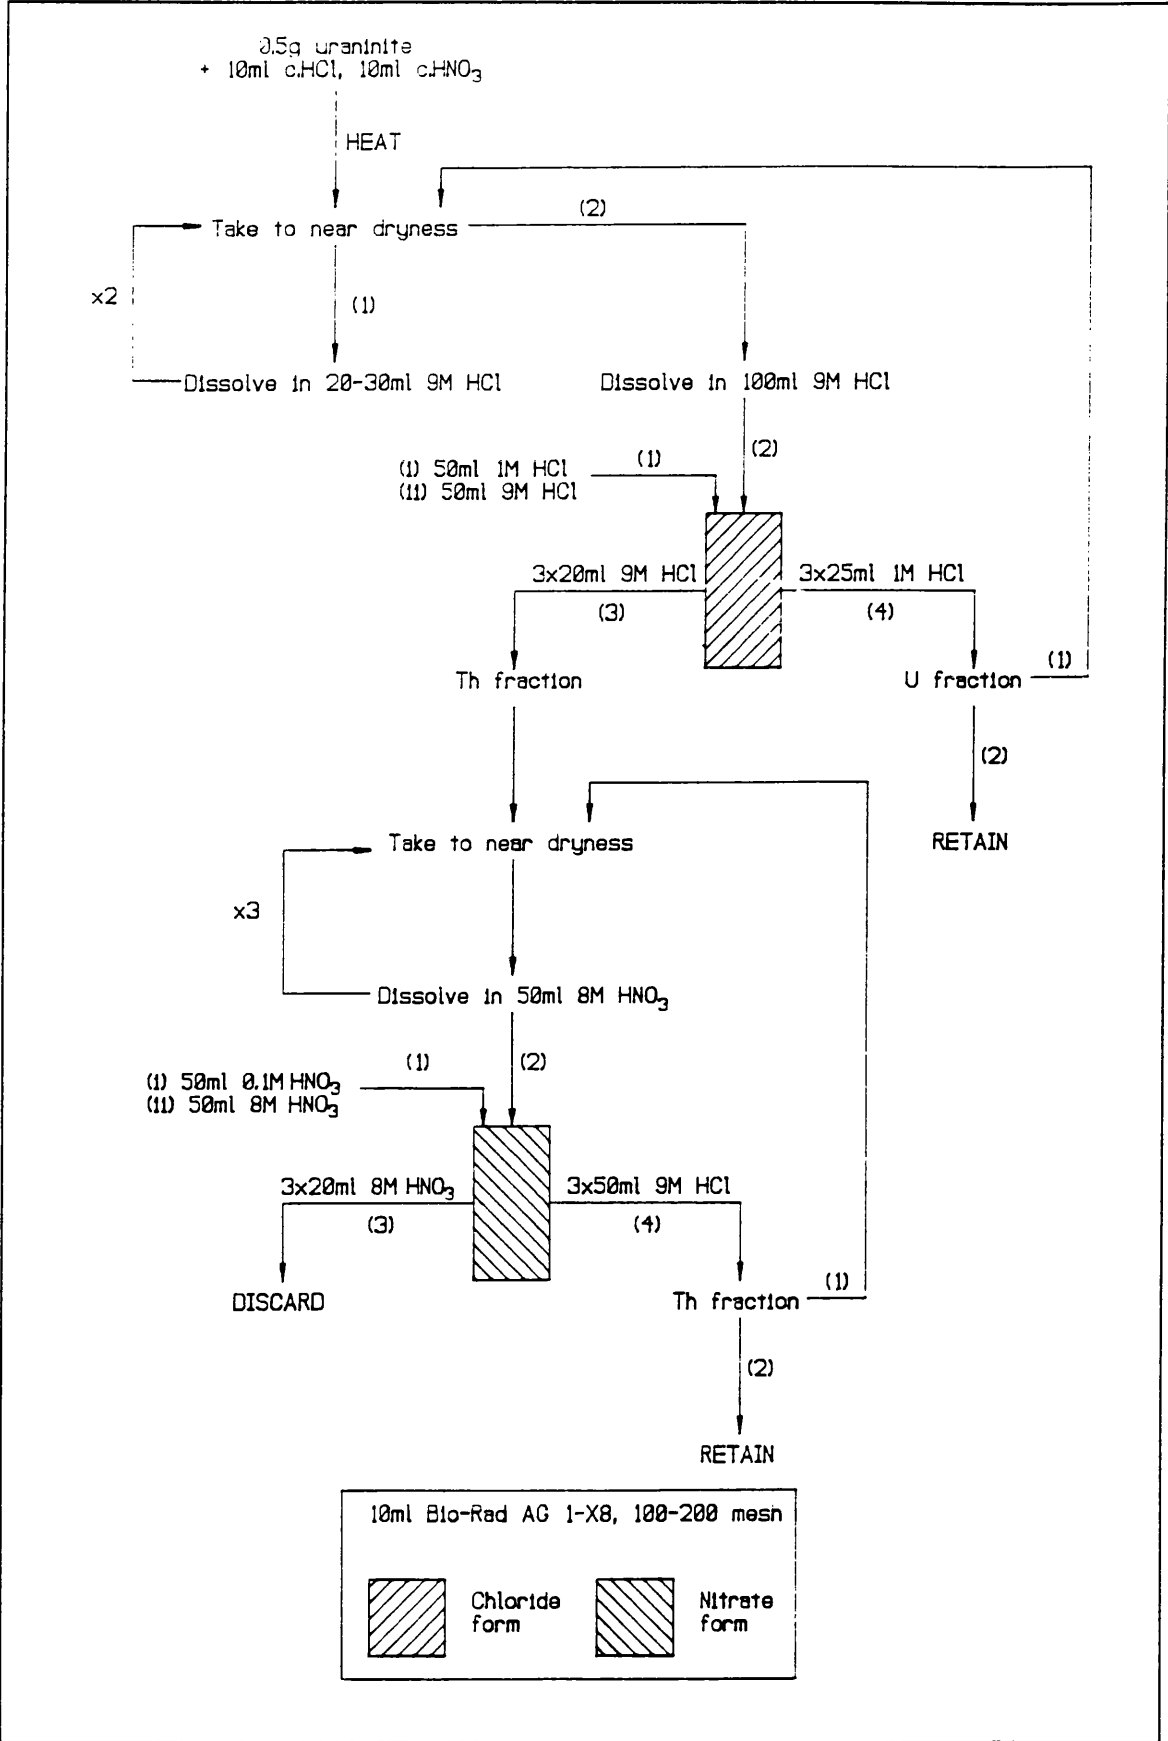 0.5g uraninite
+ 10ml c.HCl, 10ml c.HNO3
HEAT
Take to near dryness
(2)
x2
(1)
Dissolve in 20-30ml 9M HCl
Dissolve in 100ml 9M HCl
(i) 50ml 1M HCl
(ii) 50ml 9M HCl
(1)
(2)
3x20ml 9M HCl
(3)
3x25ml 1M HCl
(4)
Th fraction
U fraction
(1)
(2)
RETAIN
Take to near dryness
x3
Dissolve in 50ml 8M HNO3
(i) 50ml 0.1M HNO3
(ii) 50ml 8M HNO3
(1)
(2)
3x20ml 8M HNO3
(3)
3x50ml 9M HCl
(4)
DISCARD
Th fraction
(1)
(2)
RETAIN
10ml Bio-Rad AG 1-X8, 100-200 mesh
Chloride
form
Nitrate
form